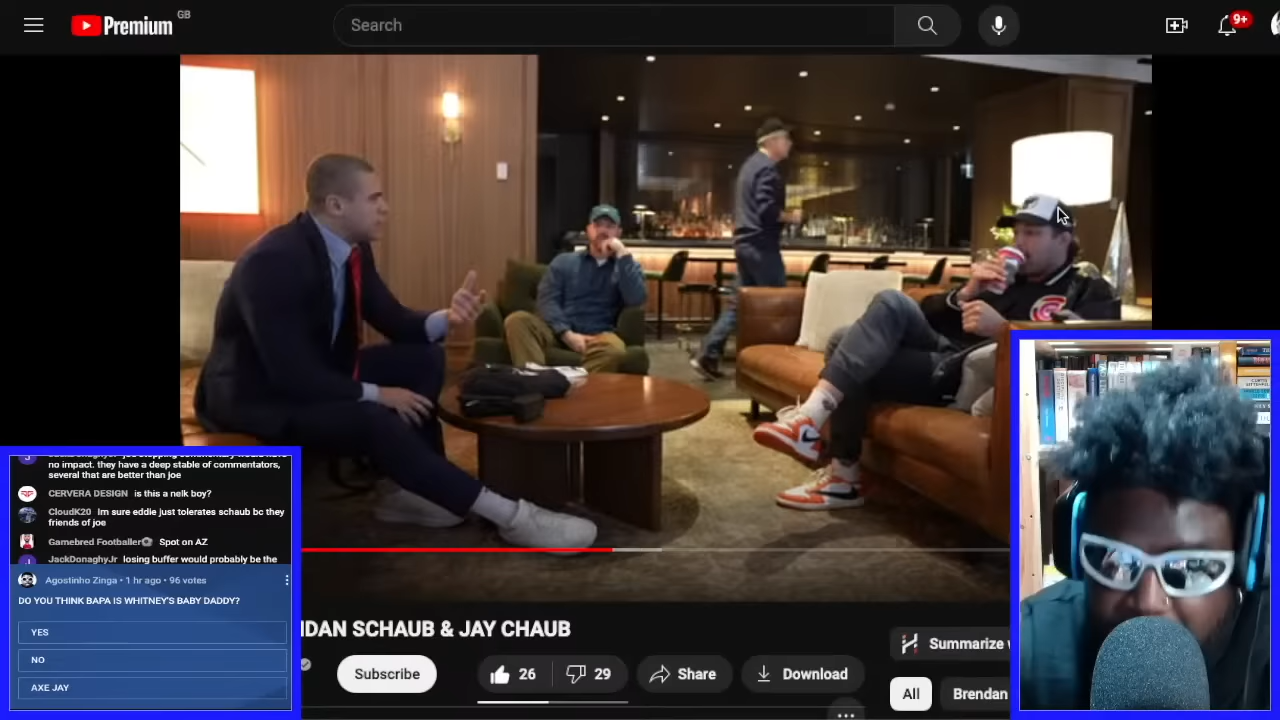 Premium GB
Search
9+
no impact. they have a deep stable of commentators,
several that are better than joe
CERVERA DESIGN is this a nelk boy?
CloudK20 Im sure eddie just tolerates schaub bc they
friends of joe
Gamebred Footballer Spot on AZ
JackDonaghyJr losing buffer would probably be the
Agostinho Zinga • 1 hr ago • 96 votes
DO YOU THINK BAPA IS WHITNEY'S BABY DADDY?
YES
NO
AXE JAY
IDAN SCHAUB & JAY CHAUB
Subscribe
26
29
Share
Download
Summarize
All
Brendan